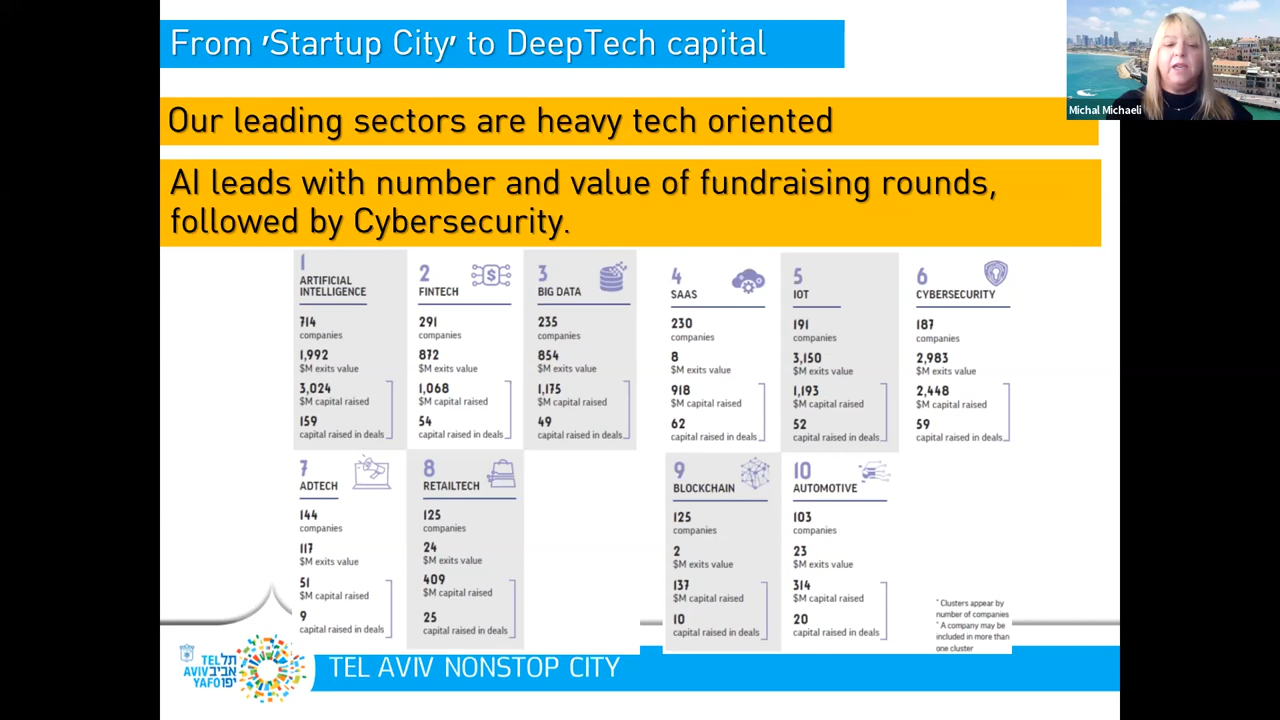 From 'Startup City' to DeepTech capital
Michal Michaeli
Our leading sectors are heavy tech oriented
AI leads with number and value of fundraising rounds,
followed by Cybersecurity.
1
ARTIFICIAL
INTELLIGENCE
714
companies
1,992
$M exits value
3,024
$M capital raised
159
capital raised in deals
2
FINTECH
291
companies
872
$M exits value
1,068
$M capital raised
54
capital raised in deals
3
BIG DATA
235
companies
854
$M exits value
1,175
$M capital raised
49
capital raised in deals
4
SAAS
230
companies
8
$M exits value
918
$M capital raised
62
capital raised in deals
5
IOT
191
companies
3,150
$M exits value
1,193
$M capital raised
52
capital raised in deals
6
CYBERSECURITY
187
companies
2,983
$M exits value
2,448
$M capital raised
59
capital raised in deals
7
ADTECH
144
companies
117
$M exits value
51
$M capital raised
9
capital raised in deals
8
RETAILTECH
125
companies
24
$M exits value
409
$M capital raised
25
capital raised in deals
9
BLOCKCHAIN
125
companies
2
$M exits value
137
$M capital raised
10
capital raised in deals
10
AUTOMOTIVE
103
companies
23
$M exits value
314
$M capital raised
20
capital raised in deals
* Clusters appear by
number of companies
* A company may be
included in more than
one cluster
TEL תל
AVIV אביב
YAFO יפו
TEL AVIV NONSTOP CITY